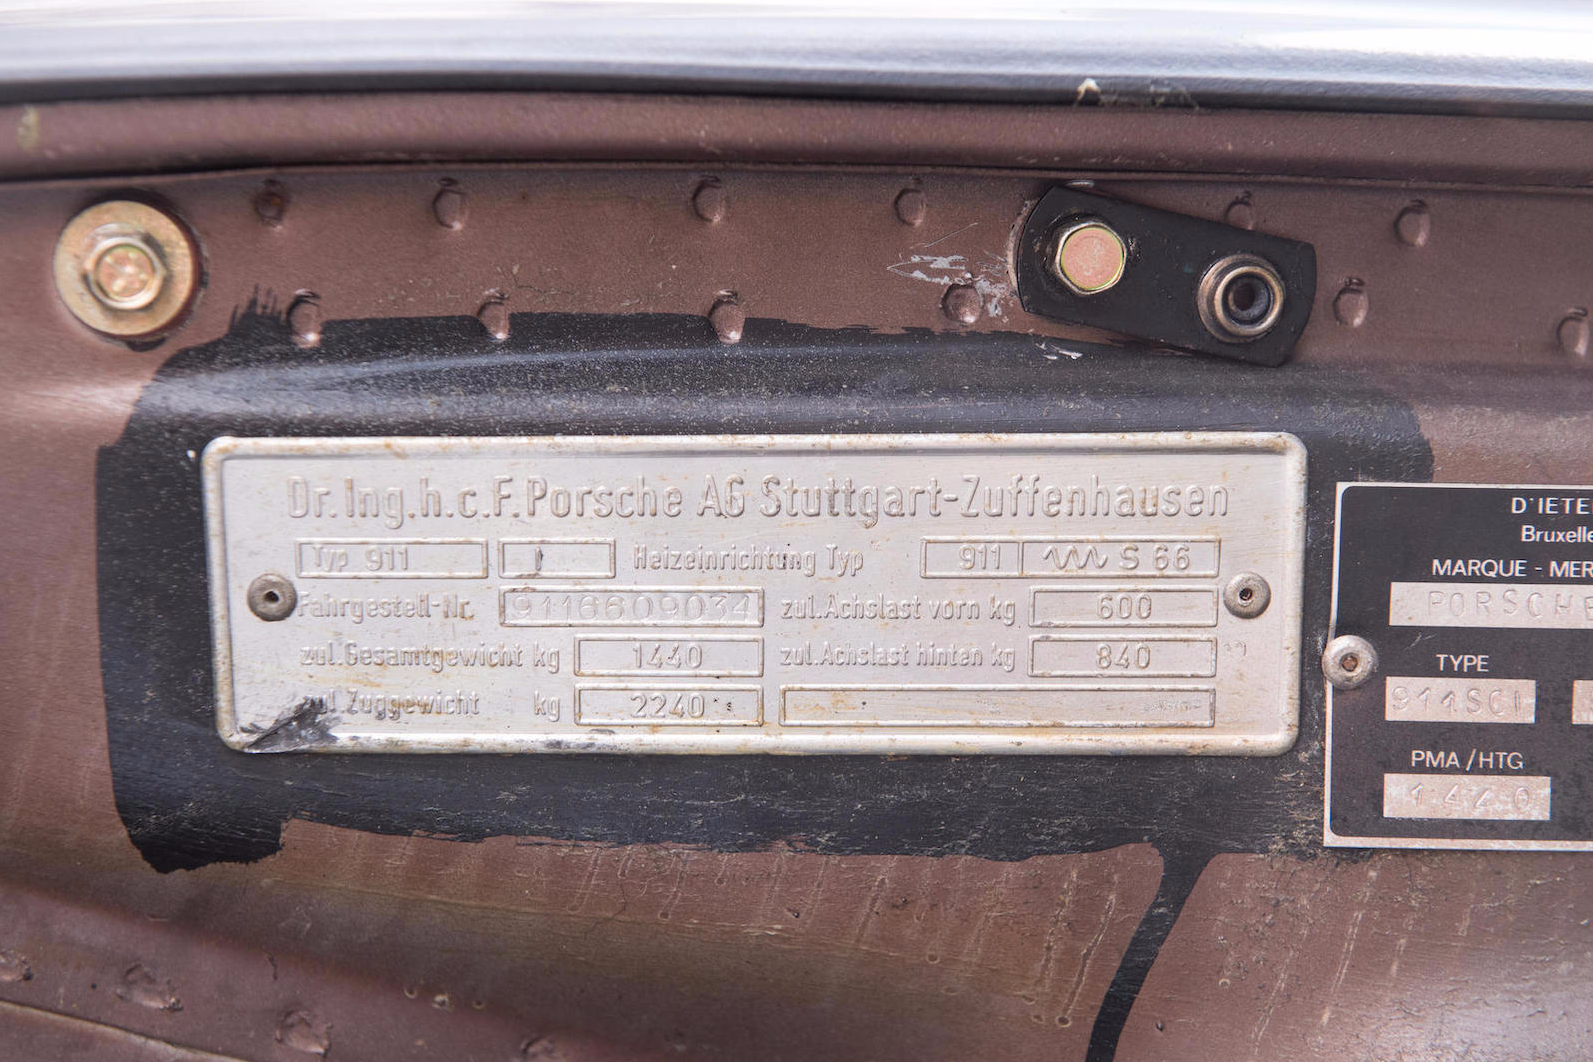 Dr. Ing.h.c.F.Porsche AG Stuttgart-Zuffenhausen
Typ 911 Heizeinrichtung Typ 911 S 66
Fahrgestell-Nr. 9116609034 zul.Achslast vorn kg 600
zul.Gesamtgewicht kg 1440 zul.Achslast hinten kg 840
zul.Zuggewicht kg 2240
D'IETE
Bruxelle
MARQUE - MER
PORSCH
TYPE
911SCI
PMA/HTG
1440